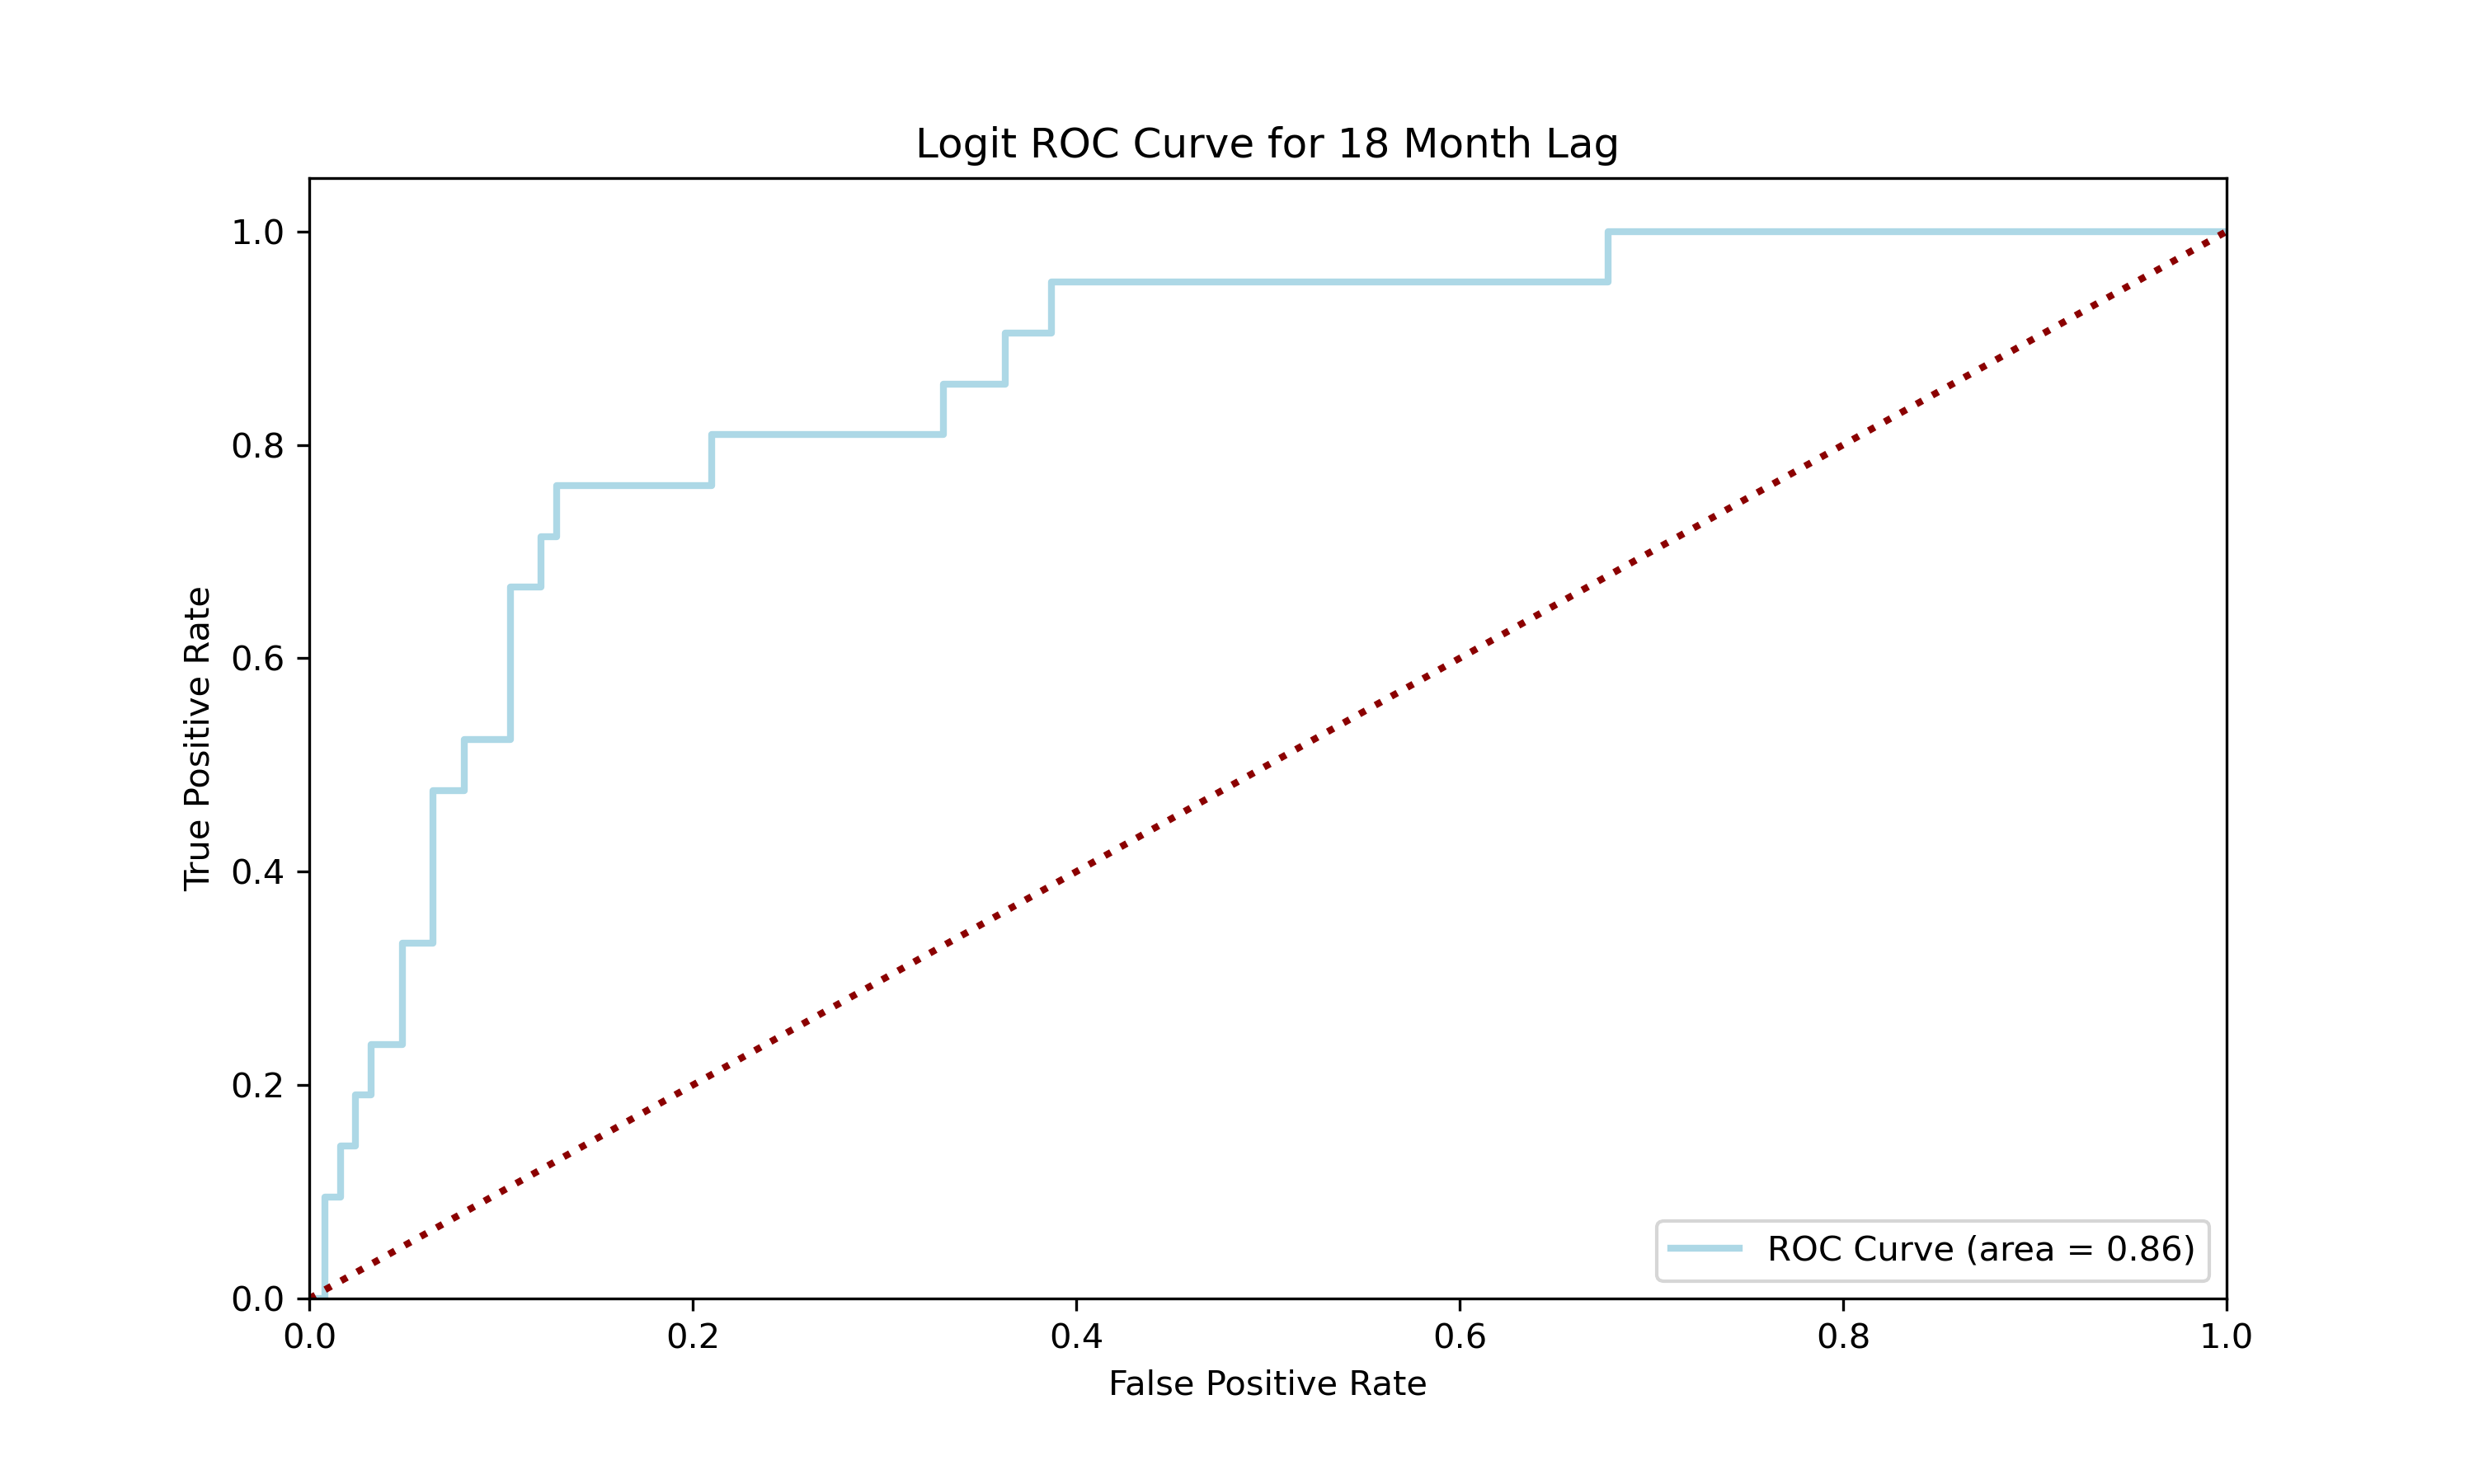 Logit ROC Curve for 18 Month Lag
True Positive Rate
1.0
0.8
0.6
0.4
0.2
0.0
ROC Curve (area = 0.86)
0.0 0.2 0.4 0.6 0.8 1.0
False Positive Rate